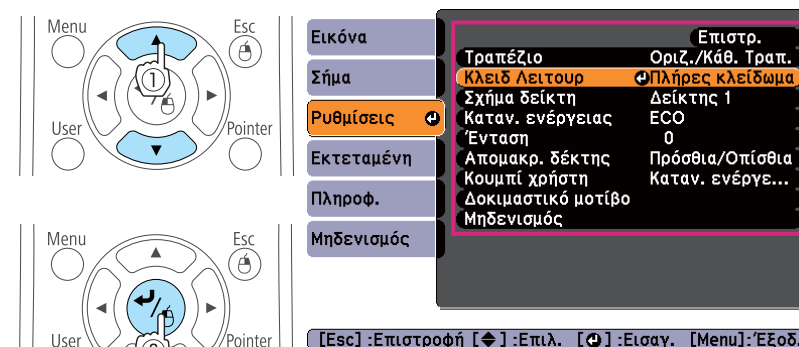 Menu
Esc
①
User
Pointer
Menu
Esc
User
Pointer
Εικόνα
Σήμα
Ρυθμίσεις
Εκτεταμένη
Πληροφ.
Μηδενισμός
Επιστρ.
Τραπέζιο Οριζ./Κάθ. Τραπ.
Κλειδ Λειτουρ Πλήρες κλείδωμα
Σχήμα δείκτη Δείκτης 1
Καταν. ενέργειας ECO
Ένταση 0
Απομακρ. δέκτης Πρόσθια/Οπίσθια
Κουμπί χρήστη Καταν. ενέργε...
Δοκιμαστικό μοτίβο
Μηδενισμός
[Esc] :Επιστροφή [◆] :Επιλ. [⏎] :Εισαγ. [Menu]:Έξοδ.